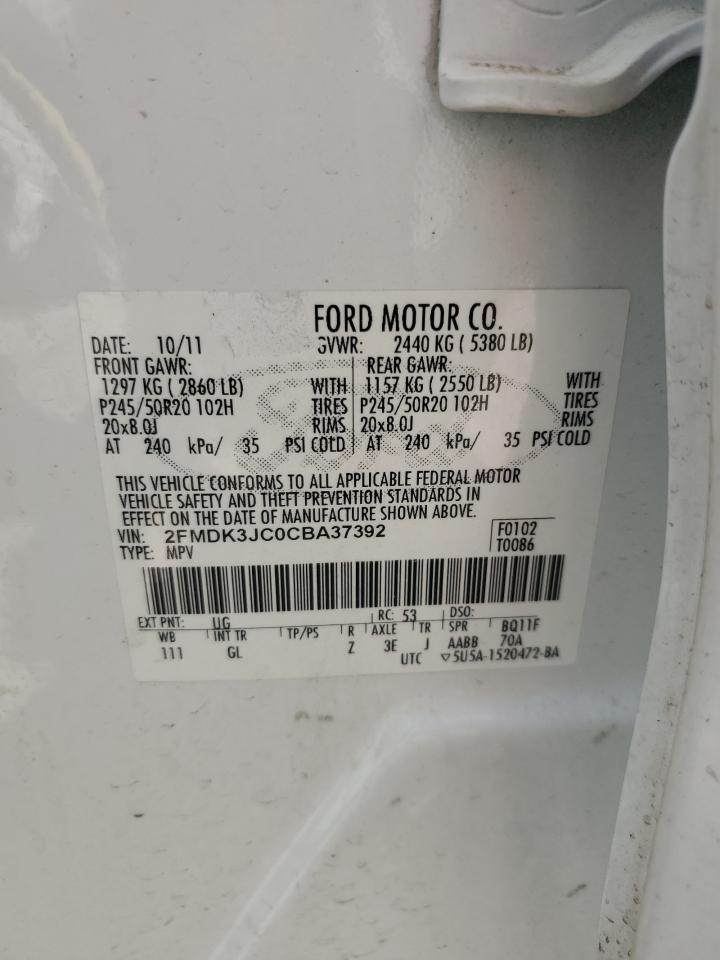 FORD MOTOR CO.
DATE: 10/11 GVWR: 2440 KG ( 5380 LB)
FRONT GAWR: REAR GAWR:
1297 KG ( 2860 LB) WITH 1157 KG ( 2550 LB) WITH
P245/50R20 102H TIRES P245/50R20 102H TIRES
20x8.0J RIMS 20x8.0J RIMS
AT 240 kPa/ 35 PSI COLD AT 240 kPa/ 35 PSI COLD
THIS VEHICLE CONFORMS TO ALL APPLICABLE FEDERAL MOTOR
VEHICLE SAFETY AND THEFT PREVENTION STANDARDS IN
EFFECT ON THE DATE OF MANUFACTURE SHOWN ABOVE.
VIN: 2FMDK3JC0CBA37392 F0102
TYPE: MPV T0086
EXT PNT: UG RC: 53 DSO:
WB INT TR TP/PS R AXLE TR SPR BQ11F
111 GL Z 3E J AABB 70A
UTC ▽5U5A-1520472-BA